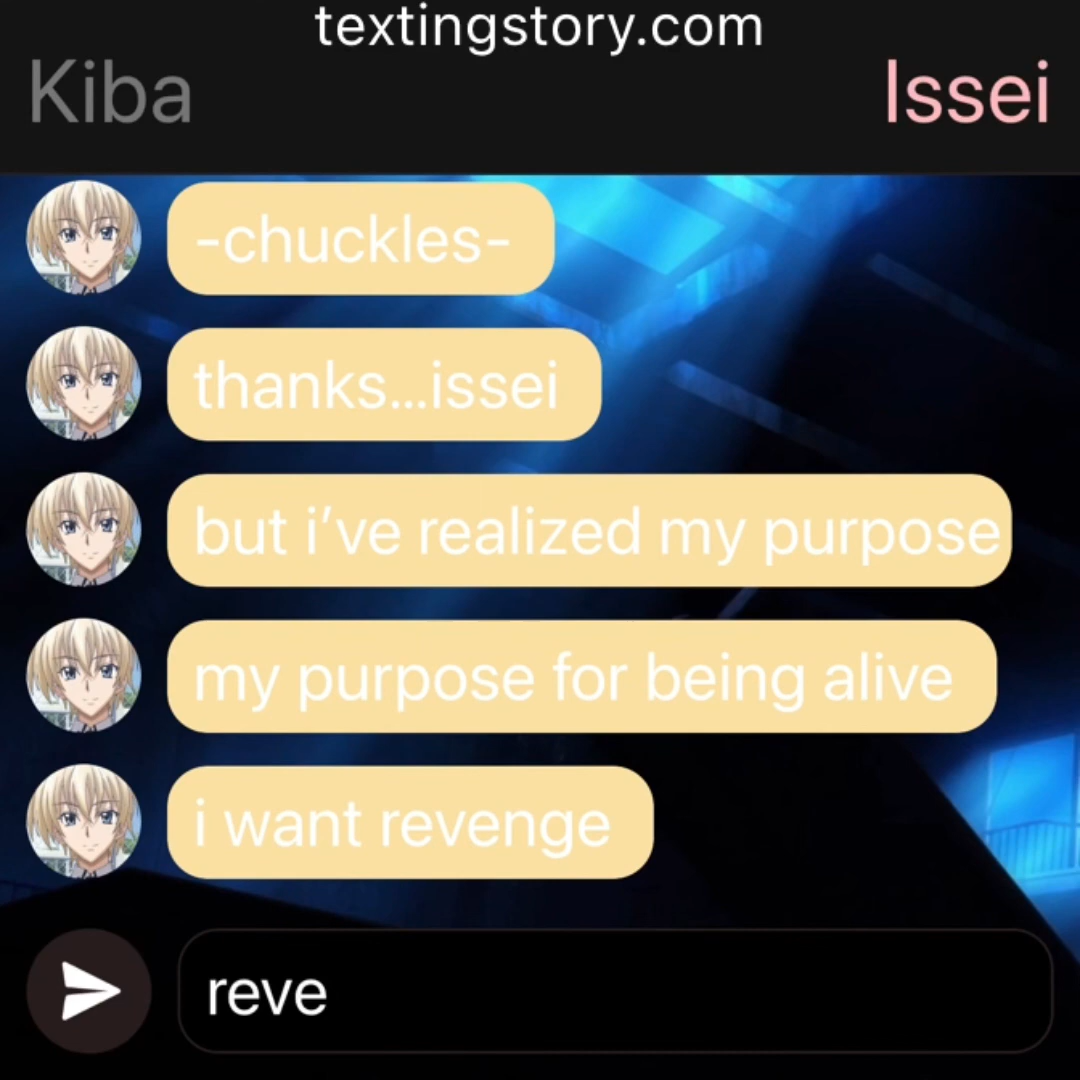 textingstory.com
Kiba
Issei
-chuckles-
thanks...issei
but i’ve realized my purpose
my purpose for being alive
i want revenge
reve